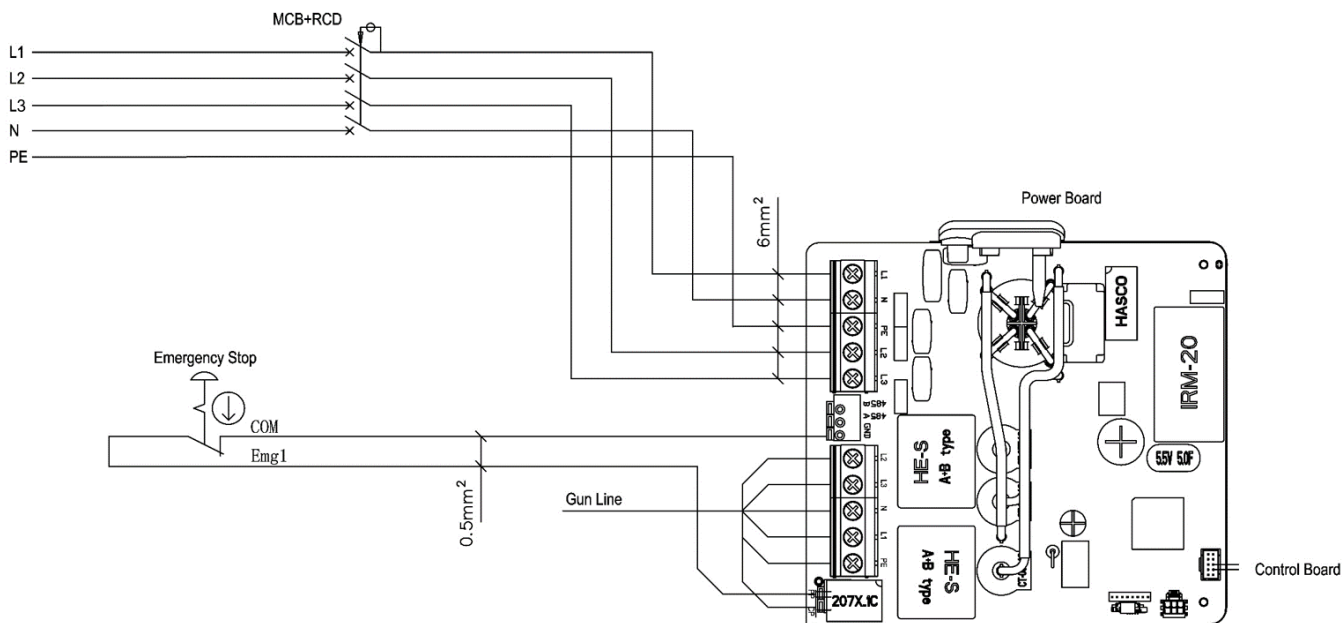 MCB+RCD
L1
L2
L3
N
PE
6mm²
Power Board
L1
N
PE
L2
L3
HASCO
IRM-20
Emergency Stop
COM
Emg1
0.5mm²
485 B
485 A
GND
HE-S
A+B type
5.5V 5.0F
Gun Line
L2
L3
N
L1
PE
HE-S
A+B type
Control Board
207X.1C